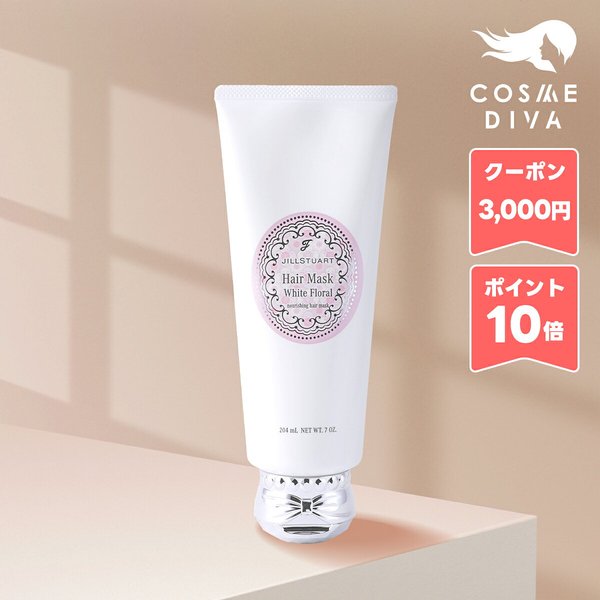 COSME
DIVA
クーポン
3,000円
ポイント
10倍
JILLSTUART
Hair Mask
White Floral
nourishing hair mask
204 mL NET WT. 7 OZ.